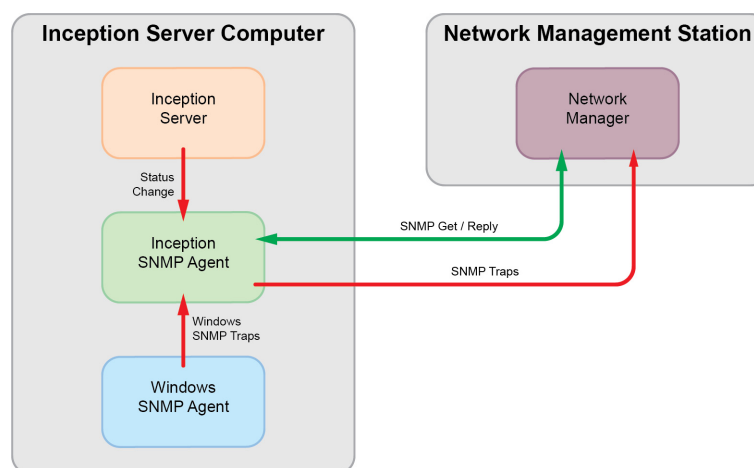 Inception Server Computer
Network Management Station
Inception
Server
Network
Manager
Status
Change
SNMP Get / Reply
Inception
SNMP Agent
SNMP Traps
Windows
SNMP Traps
Windows
SNMP Agent